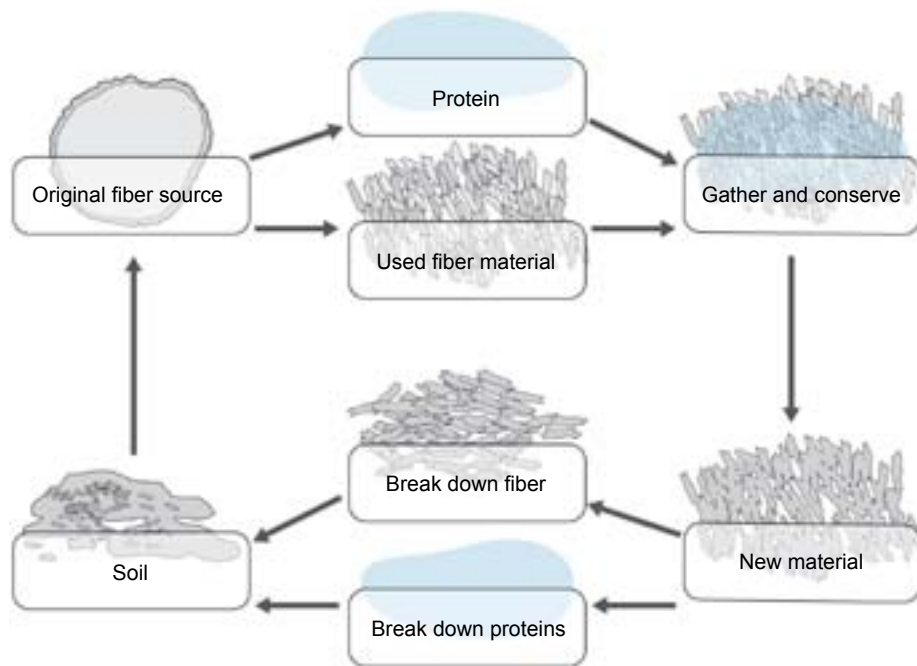 Protein
Original fiber source
Gather and conserve
Used fiber material
Break down fiber
Soil
New material
Break down proteins